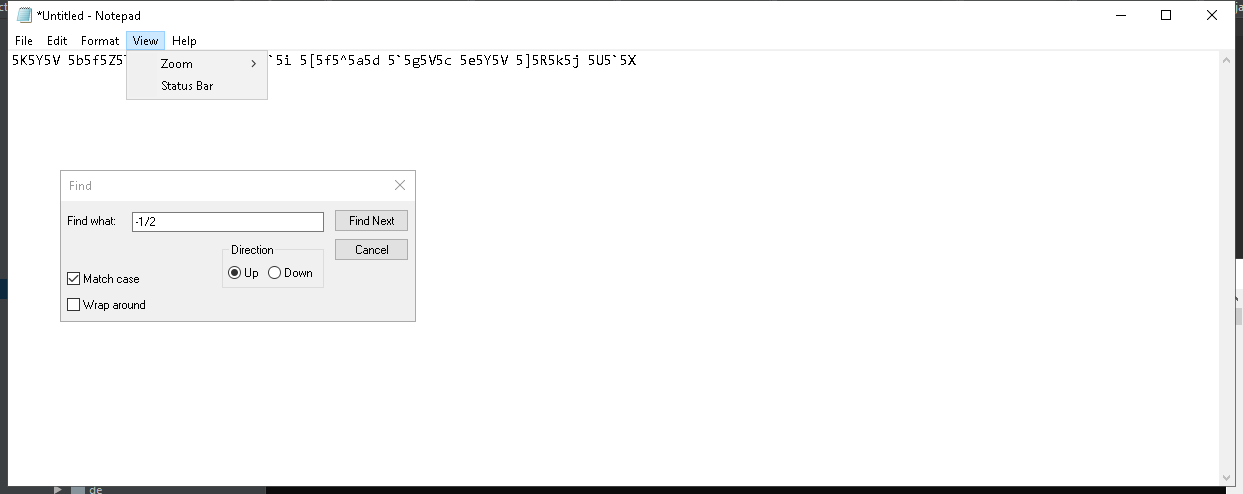 *Untitled - Notepad
File Edit Format View Help
5K5Y5V 5b5f5Z5 `5i 5[5f5^5a5d 5`5g5V5c 5e5Y5V 5]5R5k5j 5U5`5X
Zoom
Status Bar
Find
Find what: -1/2 Find Next
Direction Cancel
Up Down
Match case
Wrap around
de